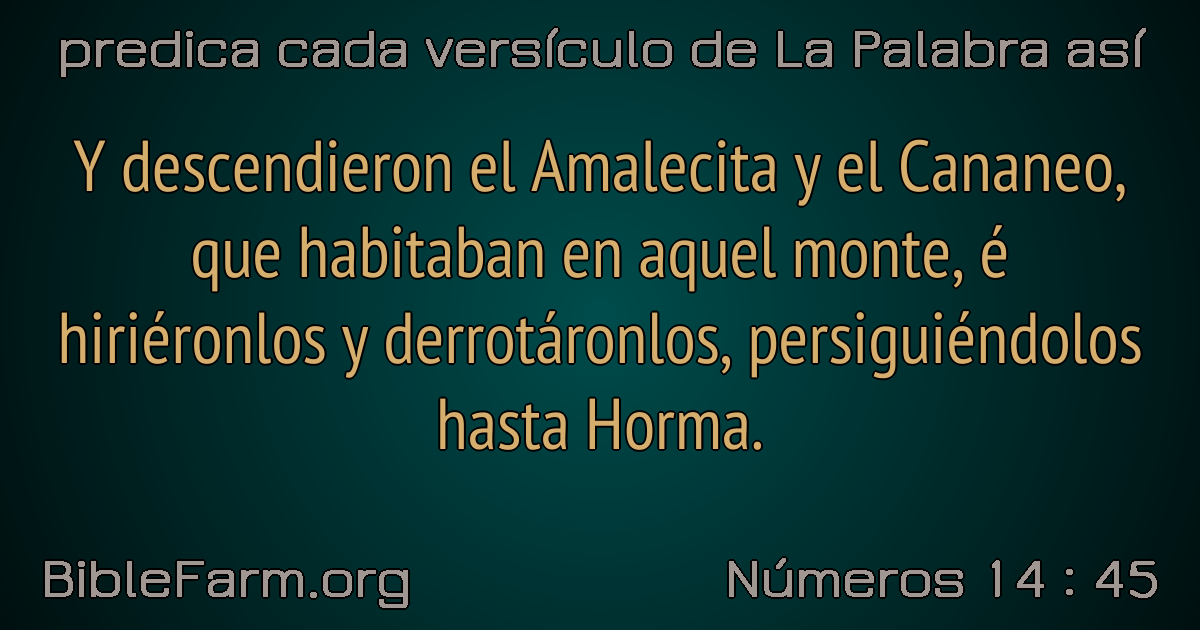 predica cada versículo de La Palabra así
Y descendieron el Amalecita y el Cananeo,
que habitaban en aquel monte, é
hiriéronlos y derrotáronlos, persiguiéndolos
hasta Horma.
BibleFarm.org
Números 14 : 45